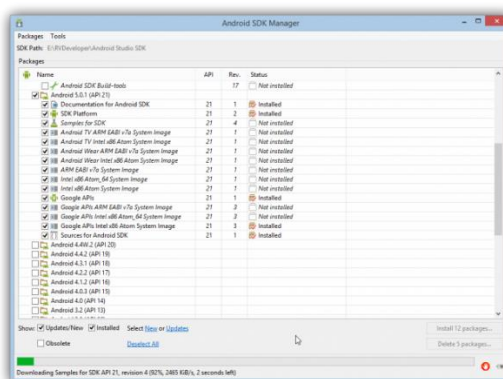 Android SDK Manager
Packages Tools
SDK Path: E:\R\Developer\Android Studio SDK
Packages
Name API Rev. Status
Android SDK Build-tools 17 Not installed
Android 5.0.1 (API 21)
Documentation for Android SDK 21 1 Installed
SDK Platform 21 2 Installed
Samples for SDK 21 4 Not installed
Android TV ARM EABI v7a System Image 21 1 Not installed
Android TV Intel x86 Atom System Image 21 1 Not installed
Android Wear ARM EABI v7a System Image 21 1 Not installed
Android Wear Intel x86 Atom System Image 21 1 Not installed
ARM EABI v7a System Image 21 1 Not installed
Intel x86 Atom_64 System Image 21 1 Not installed
Intel x86 Atom System Image 21 1 Not installed
Google APIs 21 1 Installed
Google APIs ARM EABI v7a System Image 21 3 Not installed
Google APIs Intel x86 Atom_64 System Image 21 3 Not installed
Google APIs Intel x86 Atom System Image 21 3 Installed
Sources for Android SDK 21 1 Installed
Android 4.4W.2 (API 20)
Android 4.4.2 (API 19)
Android 4.3.1 (API 18)
Android 4.2.2 (API 17)
Android 4.1.2 (API 16)
Android 4.0.3 (API 15)
Android 4.0 (API 14)
Android 3.2 (API 13)
Show: Updates/New Installed Select New or Updates Install 12 packages...
Obsolete Deselect All Delete 5 packages...
Downloading Samples for SDK API 21, revision 4 (92%, 2465 KiB/s, 2 seconds left)